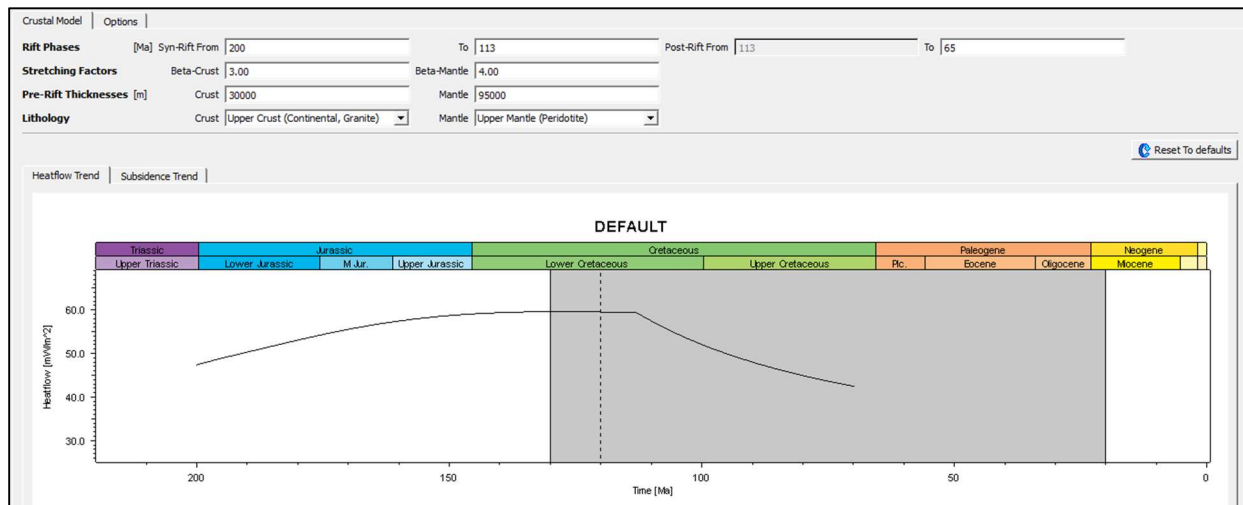 Crustal Model Options
Rift Phases [Ma] Syn-Rift From 200 To 113 Post-Rift From 113 To 65
Stretching Factors Beta-Crust 3.00 Beta-Mantle 4.00
Pre-Rift Thicknesses [m] Crust 30000 Mantle 95000
Lithology Crust Upper Crust (Continental, Granite) Mantle Upper Mantle (Peridotite)
Reset To defaults
Heatflow Trend Subsidence Trend
DEFAULT
Triassic Jurassic Cretaceous Paleogene Neogene
Upper Triassic Lower Jurassic M Jur. Upper Jurassic Lower Cretaceous Upper Cretaceous Plc. Eocene Oligocene Miocene
Heatflow [mW/m^2]
60.0
50.0
40.0
30.0
200 150 100 50 0
Time [Ma]